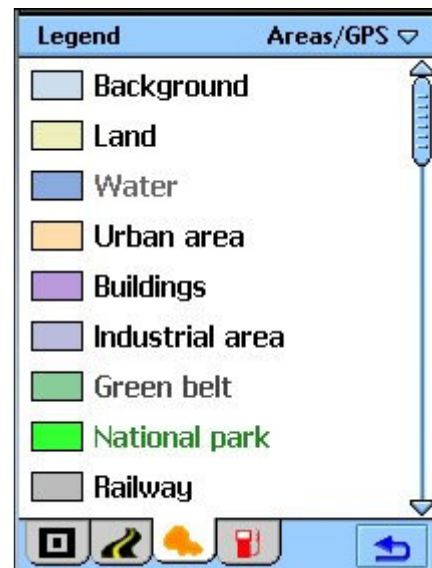 Legend Areas/GPS
Background
Land
Water
Urban area
Buildings
Industrial area
Green belt
National park
Railway